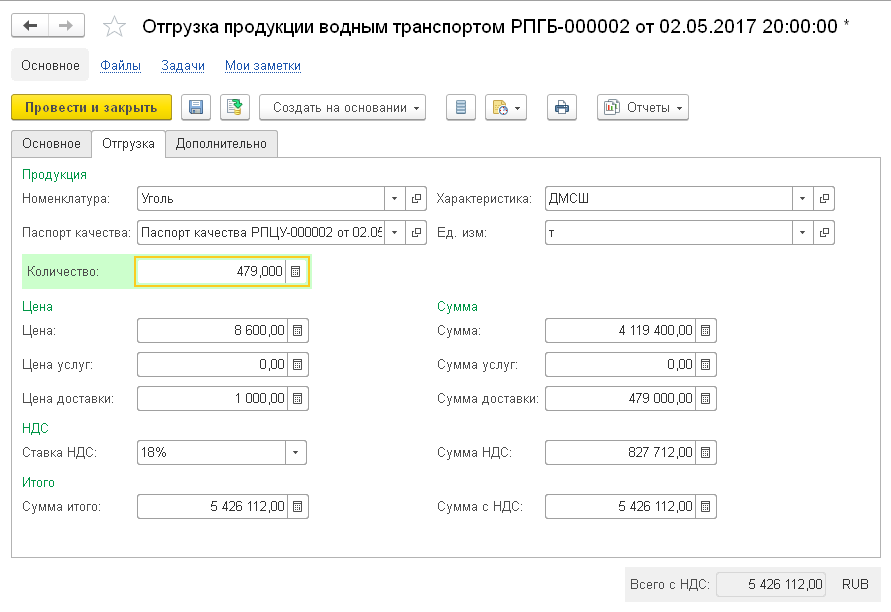 Отгрузка продукции водным транспортом РПГБ-000002 от 02.05.2017 20:00:00 *
Основное Файлы Задачи Мои заметки
Провести и закрыть Создать на основании Отчеты
Основное Отгрузка Дополнительно
Продукция
Номенклатура: Уголь Характеристика: ДМСШ
Паспорт качества: Паспорт качества РПЦУ-000002 от 02.05 Ед. изм: т
Количество: 479,000
Цена Сумма
Цена: 8 600,00 Сумма: 4 119 400,00
Цена услуг: 0,00 Сумма услуг: 0,00
Цена доставки: 1 000,00 Сумма доставки: 479 000,00
НДС
Ставка НДС: 18% Сумма НДС: 827 712,00
Итого
Сумма итого: 5 426 112,00 Сумма с НДС: 5 426 112,00
Всего с НДС: 5 426 112,00 RUB